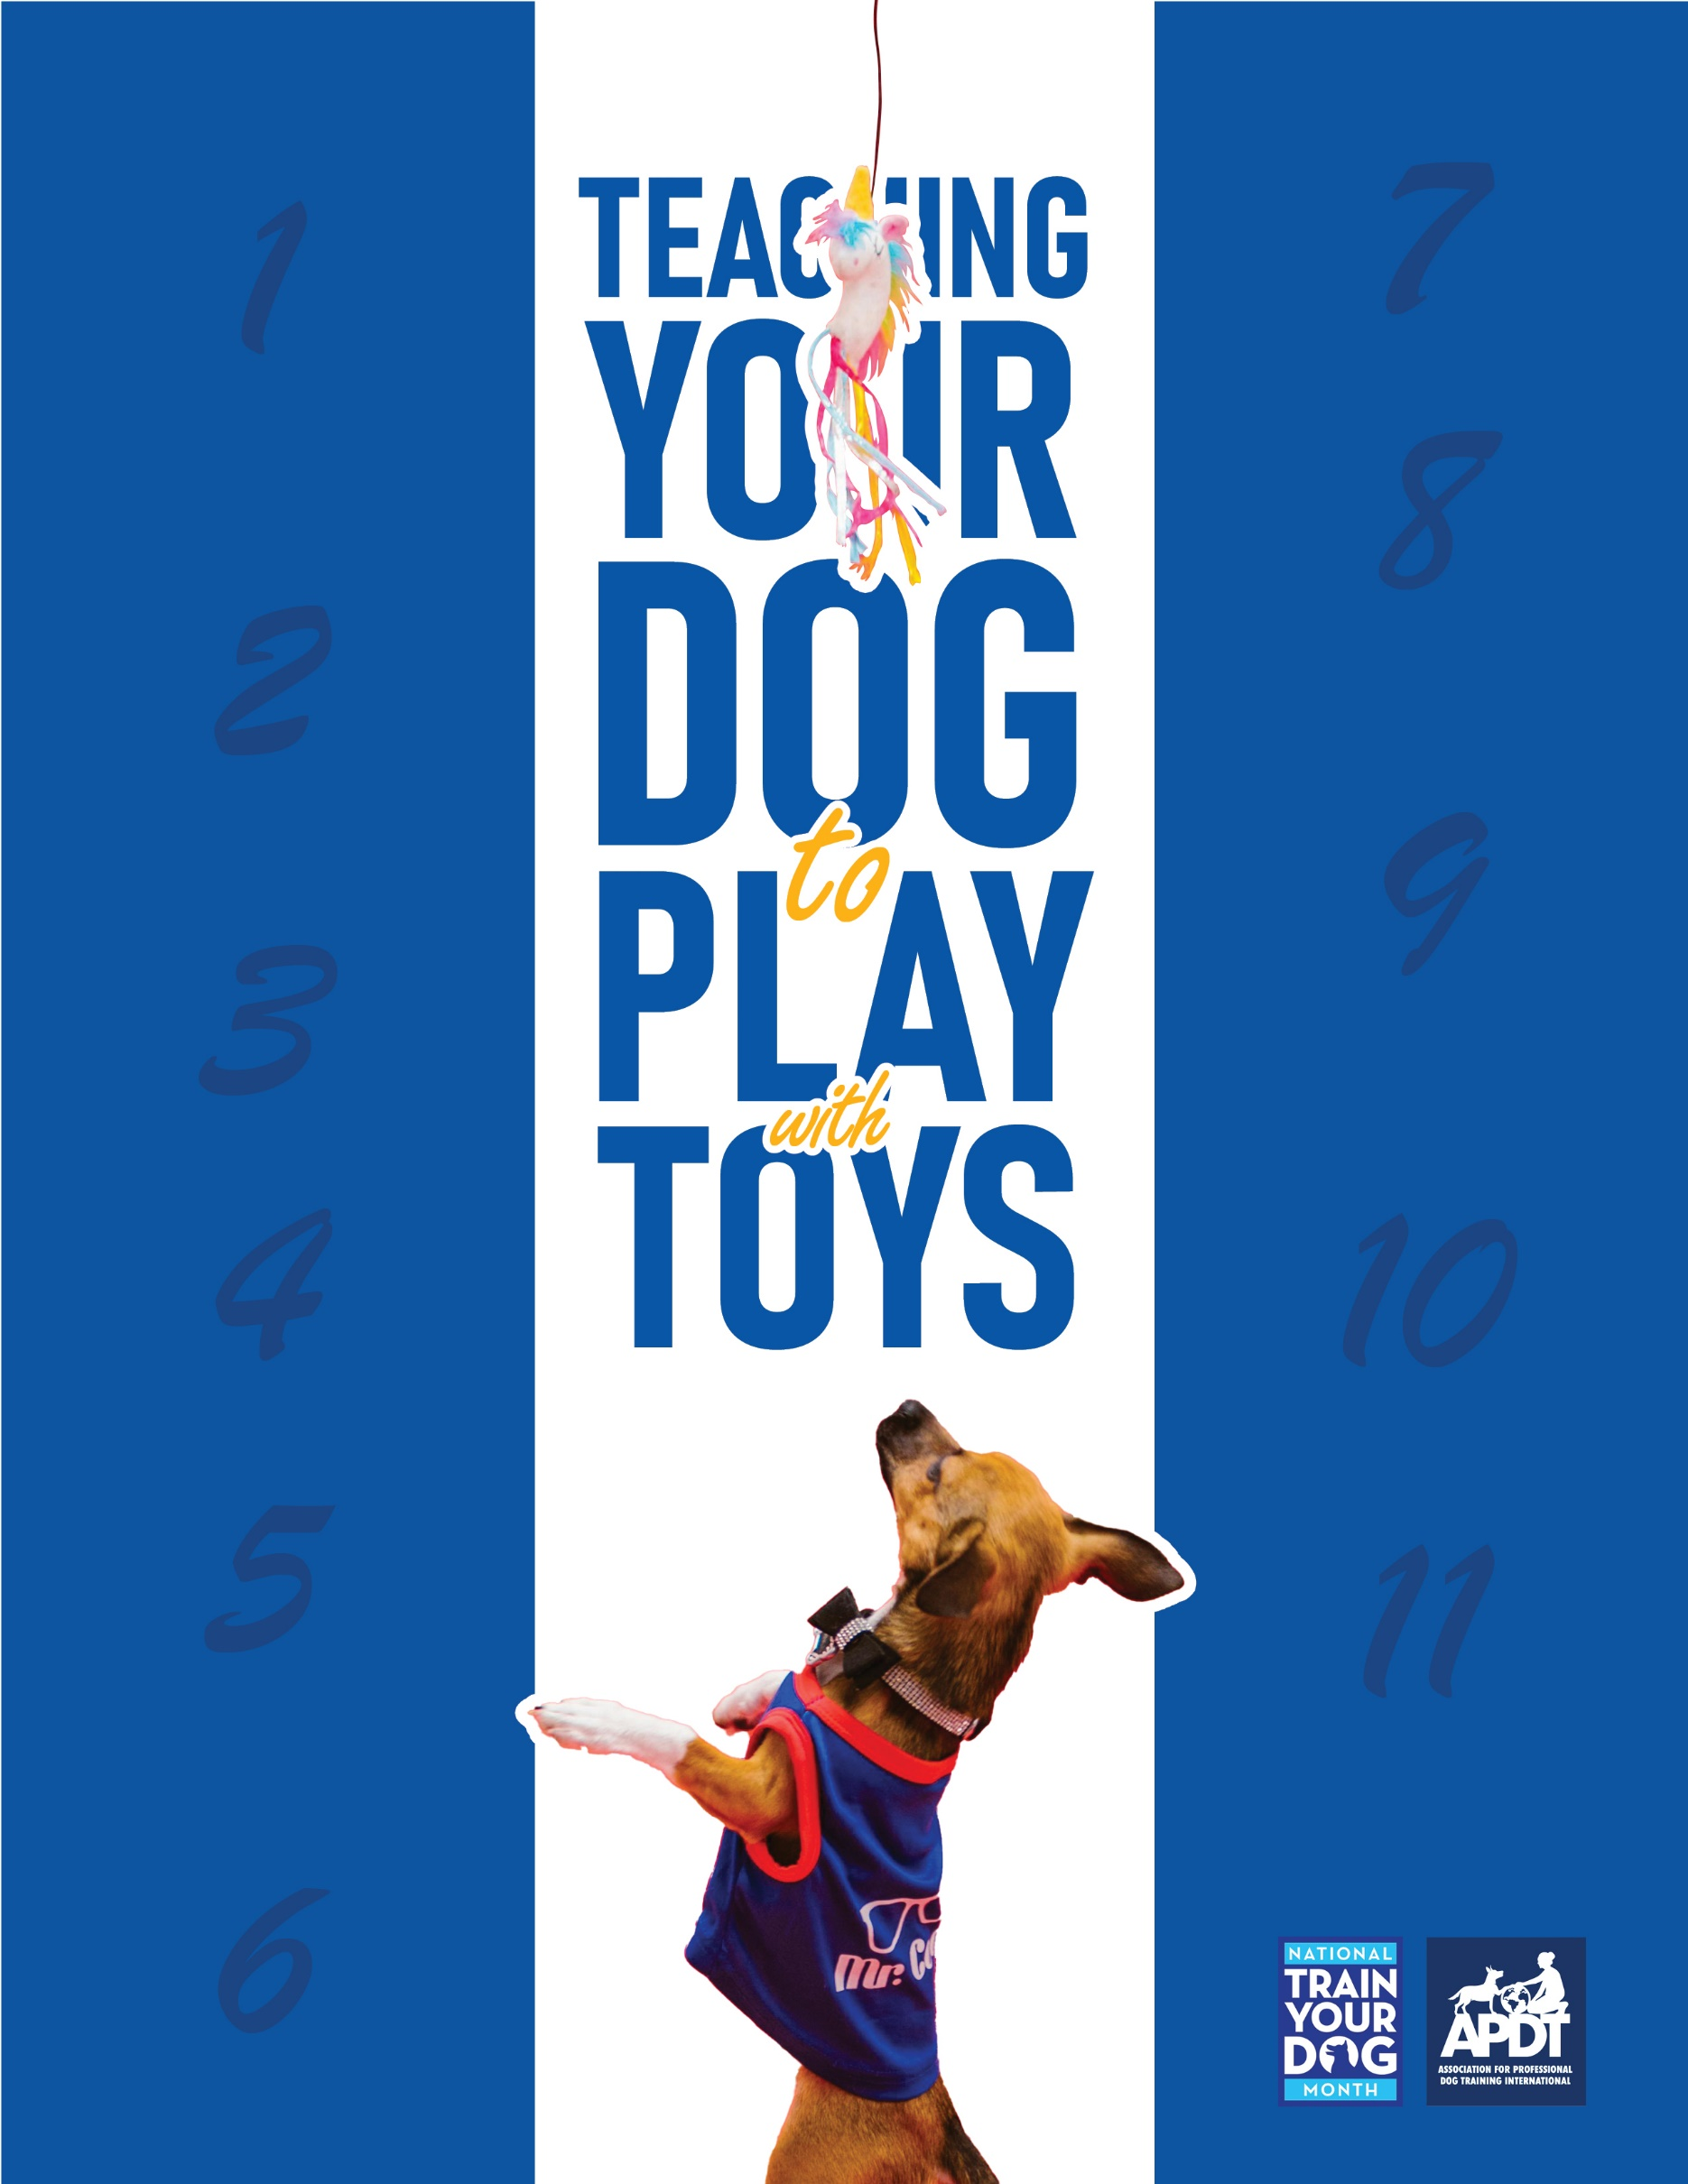 1
2
3
4
5
6
TEACHING
YOUR
DOG
to
PLAY
with
TOYS
Mr.
7
8
9
10
11
NATIONAL
TRAIN
YOUR
DOG
MONTH
APDT
ASSOCIATION FOR PROFESSIONAL
DOG TRAINING INTERNATIONAL